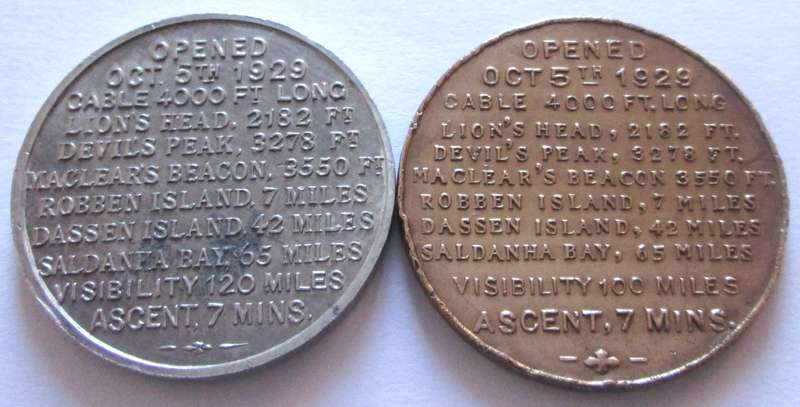 OPENED
OCT 5TH 1929
CABLE 4000 FT LONG
LION'S HEAD, 2182 FT
DEVILS PEAK, 3278 FT
MACLEAR'S BEACON, 3550 FT
ROBBEN ISLAND, 7 MILES
DASSEN ISLAND, 42 MILES
SALDANHA BAY, 65 MILES
VISIBILITY 120 MILES
ASCENT, 7 MINS.
OPENED
OCT 5TH 1929
CABLE 4000 FT. LONG
LION'S HEAD, 2182 FT.
DEVIL'S PEAK, 3278 FT.
MACLEAR'S BEACON 3550 FT.
ROBBEN ISLAND, 7 MILES
DASSEN ISLAND, 42 MILES
SALDANHA BAY, 65 MILES
VISIBILITY 100 MILES
ASCENT, 7 MINS.